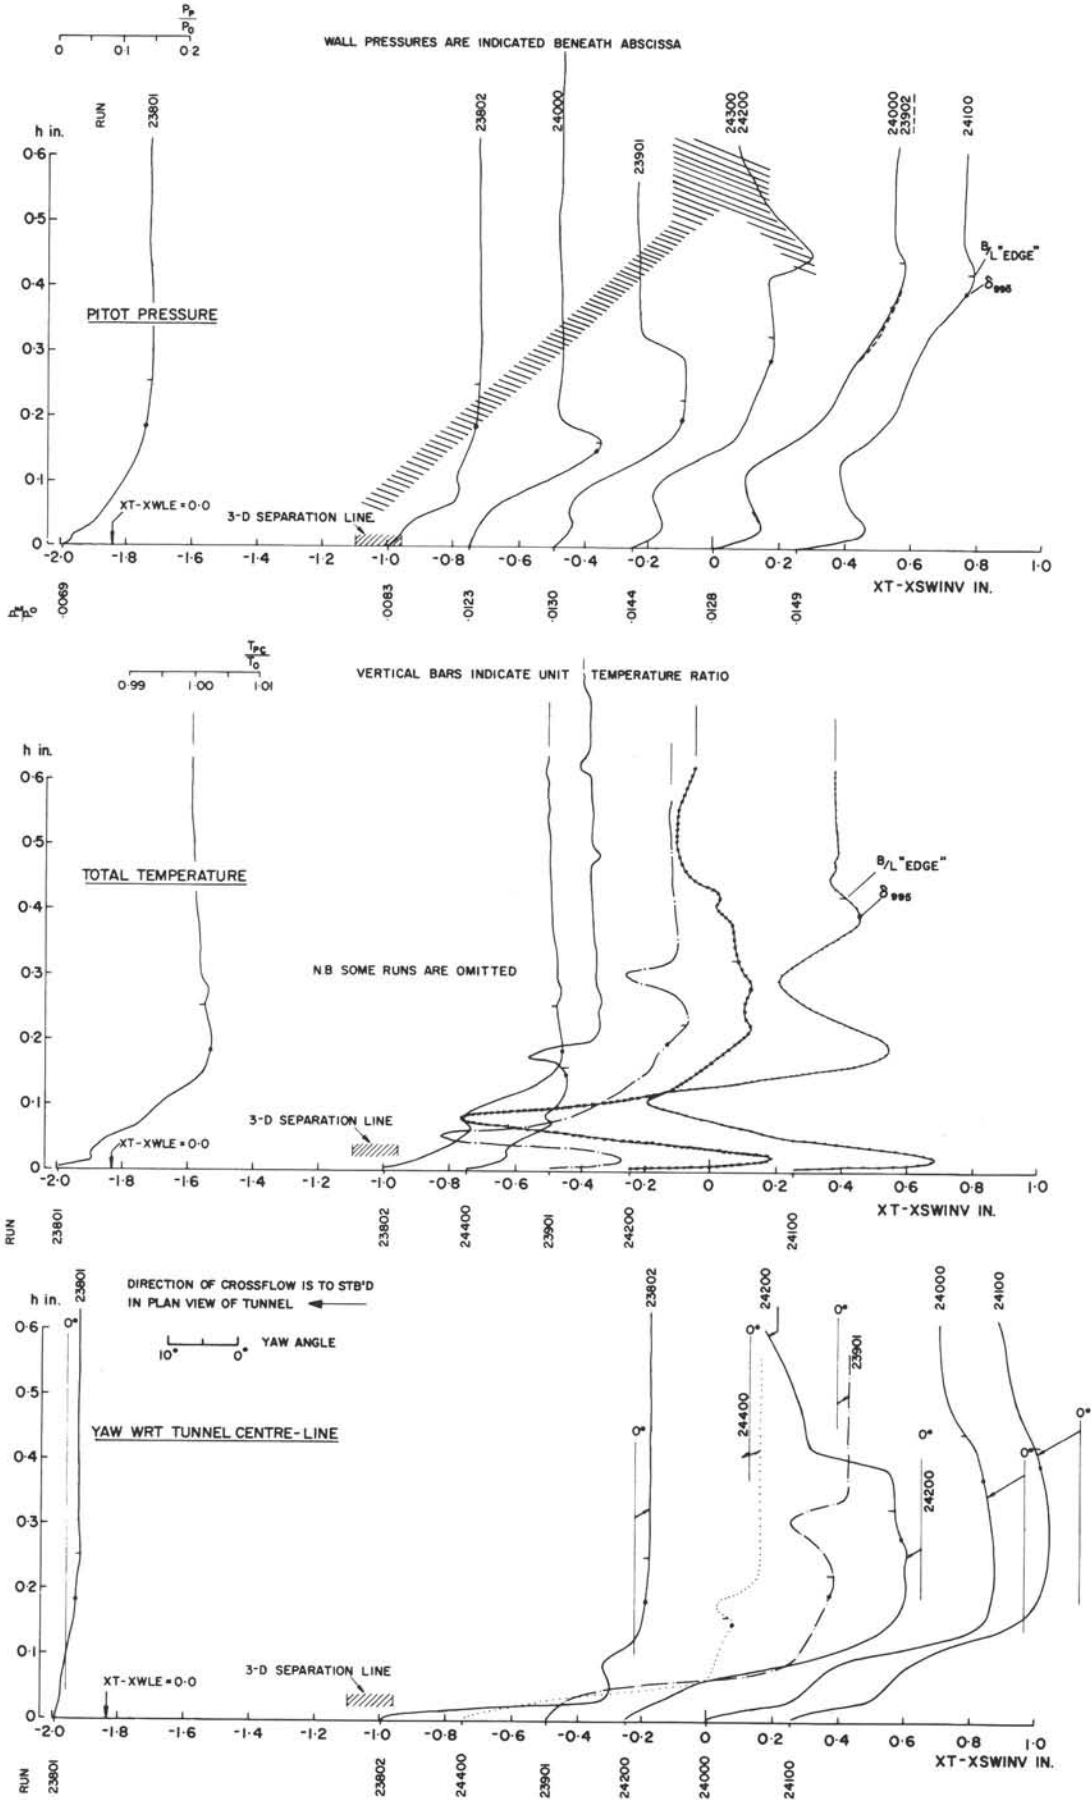 Pp/Po
0 0·1 0·2
WALL PRESSURES ARE INDICATED BENEATH ABSCISSA
RUN 23801 23802 24000 23901 24300 24200 24000 23902 24100
h in.
0·6
0·5
0·4
0·3
0·2
0·1
0
PITOT PRESSURE
B/L "EDGE"
δ995
XT-XWLE=0·0
3-D SEPARATION LINE
-2·0 -1·8 -1·6 -1·4 -1·2 -1·0 -0·8 -0·6 -0·4 -0·2 0 0·2 0·4 0·6 0·8 1·0
XT-XSWINV IN.
·0069 ·0083 ·0123 ·0130 ·0144 ·0128 ·0149
TPC/TO
0·99 1·00 1·01
VERTICAL BARS INDICATE UNIT TEMPERATURE RATIO
h in.
0·6
0·5
0·4
0·3
0·2
0·1
0
TOTAL TEMPERATURE
B/L "EDGE"
δ995
N.B SOME RUNS ARE OMITTED
3-D SEPARATION LINE
XT-XWLE=0·0
-2·0 -1·8 -1·6 -1·4 -1·2 -1·0 -0·8 -0·6 -0·4 -0·2 0 0·2 0·4 0·6 0·8 1·0
XT-XSWINV IN.
RUN 23801 23802 24400 23901 24200 24100
DIRECTION OF CROSSFLOW IS TO STB'D
IN PLAN VIEW OF TUNNEL
23801 23802 24200 24000 24100
h in.
0·6
0·5
0·4
0·3
0·2
0·1
0
0° 0° 0° 0° 0° 0° 0°
10° 0° YAW ANGLE
23901
24400
24200
YAW WRT TUNNEL CENTRE-LINE
3-D SEPARATION LINE
XT-XWLE=0·0
-2·0 -1·8 -1·6 -1·4 -1·2 -1·0 -0·8 -0·6 -0·4 -0·2 0 0·2 0·4 0·6 0·8 1·0
XT-XSWINV IN.
RUN 23801 23802 24400 23901 24200 24000 24100